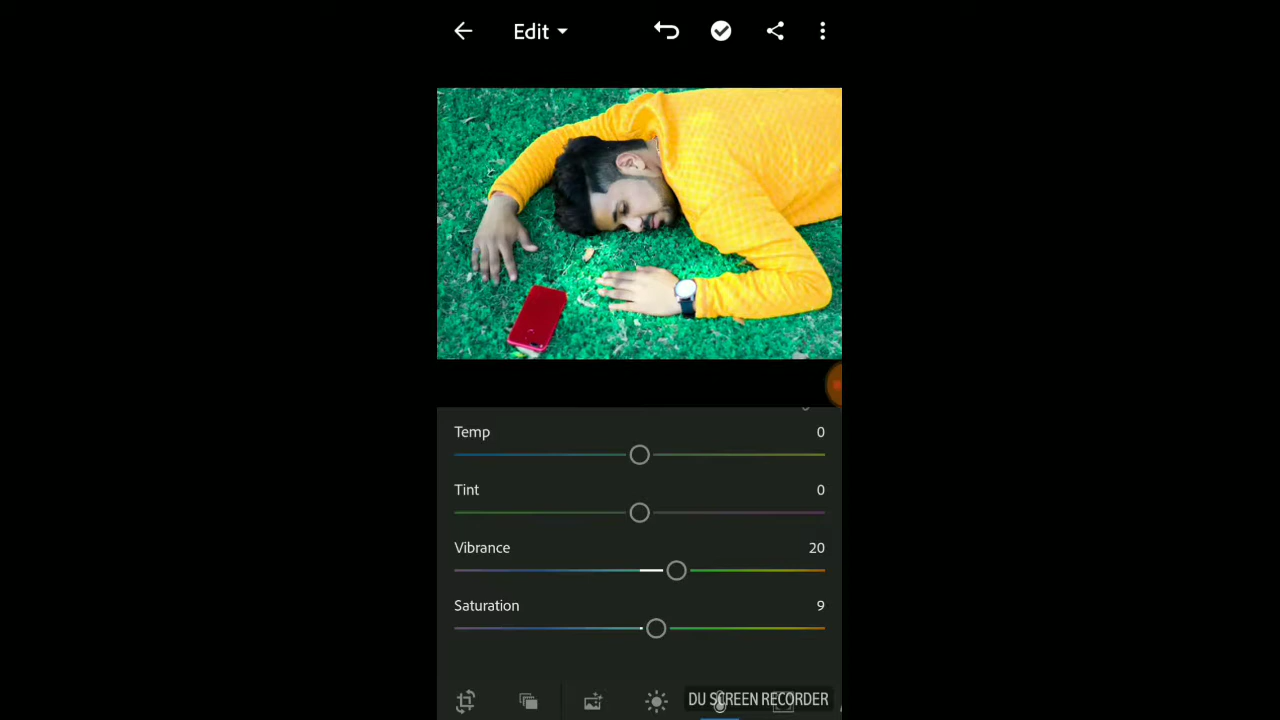 Edit
Temp 0
Tint 0
Vibrance 20
Saturation 9
DU SCREEN RECORDER